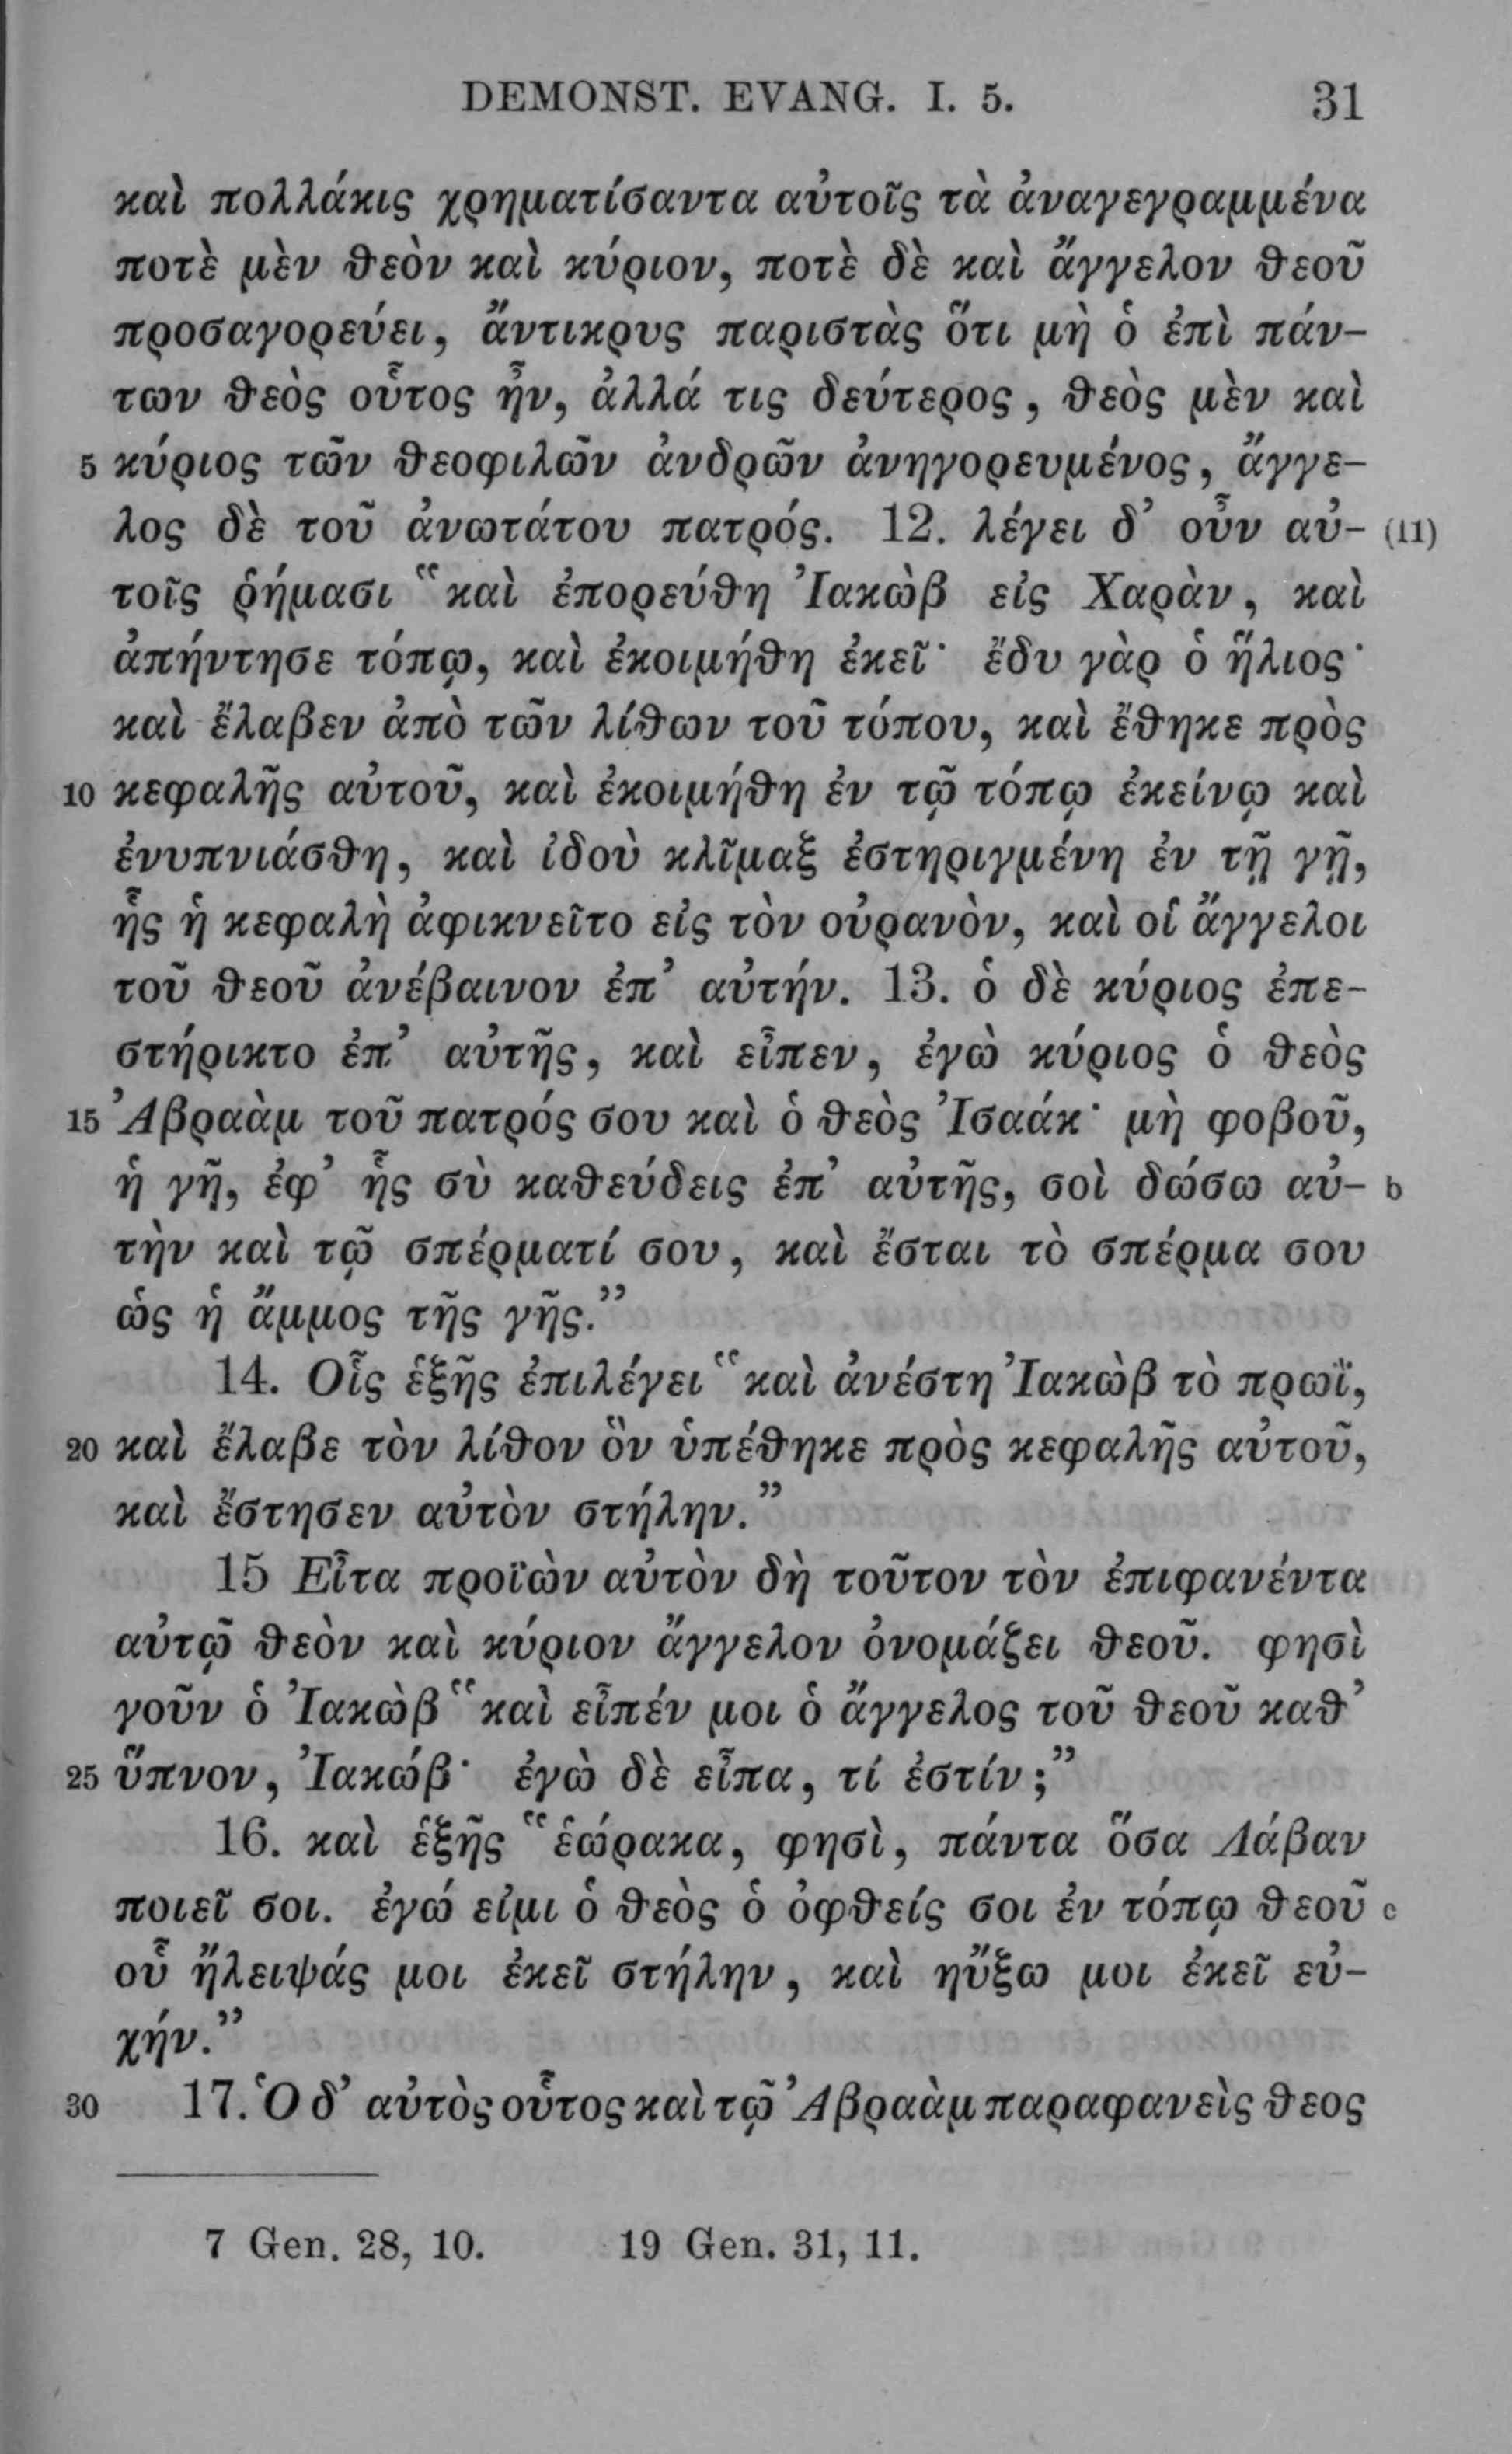 DEMONST. EVANG. I. 5. 31
καὶ πολλάκις χρηματίσαντα αὐτοῖς τὰ ἀναγεγραμμένα
ποτὲ μὲν θεὸν καὶ κύριον, ποτὲ δὲ καὶ ἄγγελον θεοῦ
προσαγορεύει, ἄντικρυς παριστὰς ὅτι μὴ ὁ ἐπὶ πάν-
των θεὸς οὗτος ἦν, ἀλλά τις δεύτερος, θεὸς μὲν καὶ
5 κύριος τῶν θεοφιλῶν ἀνδρῶν ἀνηγορευμένος, ἄγγε-
λος δὲ τοῦ ἀνωτάτου πατρός. 12. λέγει δ’ οὖν αὐ- (11)
τοῖς ῥήμασι “καὶ ἐπορεύθη Ἰακὼβ εἰς Χαρὰν, καὶ
ἀπήντησε τόπῳ, καὶ ἐκοιμήθη ἐκεῖ· ἔδυ γὰρ ὁ ἥλιος·
καὶ ἔλαβεν ἀπὸ τῶν λίθων τοῦ τόπου, καὶ ἔθηκε πρὸς
10 κεφαλῆς αὐτοῦ, καὶ ἐκοιμήθη ἐν τῷ τόπῳ ἐκείνῳ καὶ
ἐνυπνιάσθη, καὶ ἰδοὺ κλῖμαξ ἐστηριγμένη ἐν τῇ γῇ,
ἧς ἡ κεφαλὴ ἀφικνεῖτο εἰς τὸν οὐρανὸν, καὶ οἱ ἄγγελοι
τοῦ θεοῦ ἀνέβαινον ἐπ’ αὐτήν. 13. ὁ δὲ κύριος ἐπε-
στήρικτο ἐπ’ αὐτῆς, καὶ εἶπεν, ἐγὼ κύριος ὁ θεὸς
15 Ἀβραὰμ τοῦ πατρός σου καὶ ὁ θεὸς Ἰσαάκ· μὴ φοβοῦ,
ἡ γῆ, ἐφ’ ἧς σὺ καθεύδεις ἐπ’ αὐτῆς, σοὶ δώσω αὐ- b
τὴν καὶ τῷ σπέρματί σου, καὶ ἔσται τὸ σπέρμα σου
ὡς ἡ ἄμμος τῆς γῆς.”
14. Οἷς ἑξῆς ἐπιλέγει “καὶ ἀνέστη Ἰακὼβ τὸ πρωῒ,
20 καὶ ἔλαβε τὸν λίθον ὃν ὑπέθηκε πρὸς κεφαλῆς αὐτοῦ,
καὶ ἔστησεν αὐτὸν στήλην.”
15 Εἶτα προϊὼν αὐτὸν δὴ τοῦτον τὸν ἐπιφανέντα
αὐτῷ θεὸν καὶ κύριον ἄγγελον ὀνομάζει θεοῦ. φησὶ
γοῦν ὁ Ἰακὼβ “καὶ εἶπέν μοι ὁ ἄγγελος τοῦ θεοῦ καθ’
25 ὕπνον, Ἰακώβ· ἐγὼ δὲ εἶπα, τί ἐστίν;”
16. καὶ ἑξῆς “ἑώρακα, φησὶ, πάντα ὅσα Λάβαν
ποιεῖ σοι. ἐγώ εἰμι ὁ θεὸς ὁ ὀφθείς σοι ἐν τόπῳ θεοῦ c
οὗ ἤλειψάς μοι ἐκεῖ στήλην, καὶ ηὔξω μοι ἐκεῖ εὐ-
χήν.”
30 17. Ὁ δ’ αὐτὸς οὗτος καὶ τῷ Ἀβραὰμ παραφανεὶς θεος
7 Gen. 28, 10. 19 Gen. 31, 11.